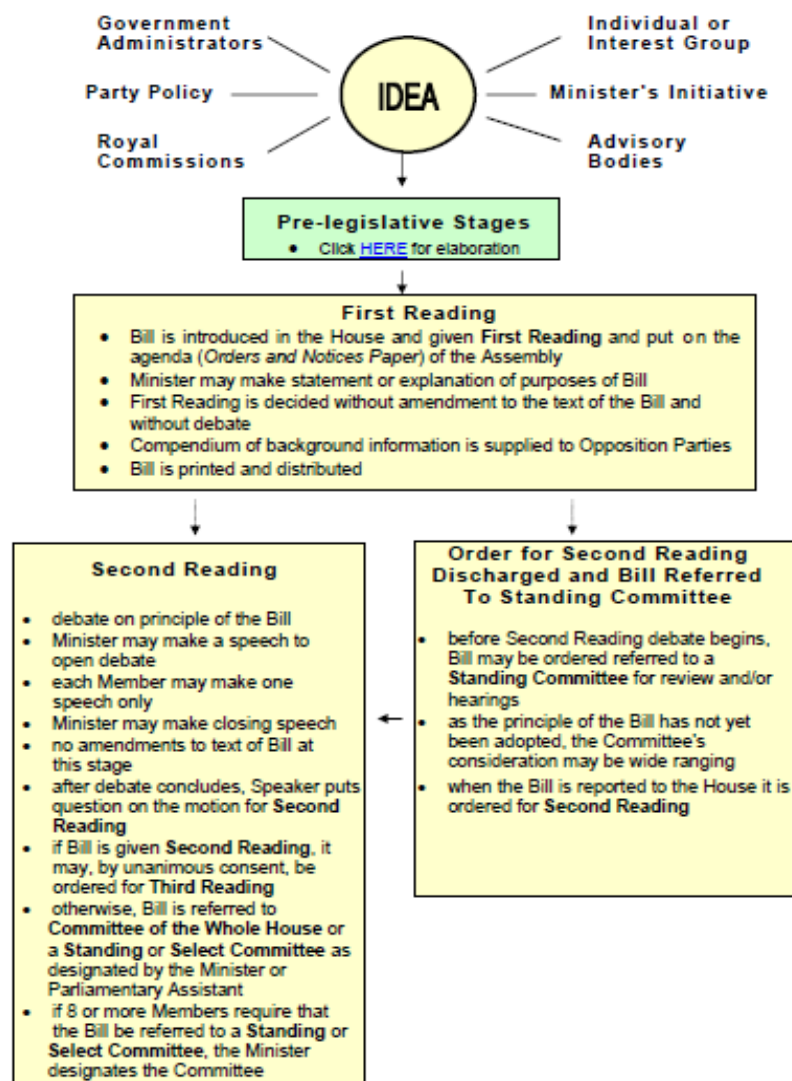 Government
Administrators
Individual or
Interest Group
IDEA
Party Policy
Minister's Initiative
Royal
Commissions
Advisory
Bodies
Pre-legislative Stages
• Click HERE for elaboration
First Reading
• Bill is introduced in the House and given First Reading and put on the
agenda (Orders and Notices Paper) of the Assembly
• Minister may make statement or explanation of purposes of Bill
• First Reading is decided without amendment to the text of the Bill and
without debate
• Compendium of background information is supplied to Opposition Parties
• Bill is printed and distributed
Second Reading
• debate on principle of the Bill
• Minister may make a speech to
open debate
• each Member may make one
speech only
• Minister may make closing speech
• no amendments to text of Bill at
this stage
• after debate concludes, Speaker puts
question on the motion for Second
Reading
• if Bill is given Second Reading, it
may, by unanimous consent, be
ordered for Third Reading
• otherwise, Bill is referred to
Committee of the Whole House or
a Standing or Select Committee as
designated by the Minister or
Parliamentary Assistant
• if 8 or more Members require that
the Bill be referred to a Standing or
Select Committee, the Minister
designates the Committee
Order for Second Reading
Discharged and Bill Referred
To Standing Committee
• before Second Reading debate begins,
Bill may be ordered referred to a
Standing Committee for review and/or
hearings
• as the principle of the Bill has not yet
been adopted, the Committee's
consideration may be wide ranging
• when the Bill is reported to the House it is
ordered for Second Reading